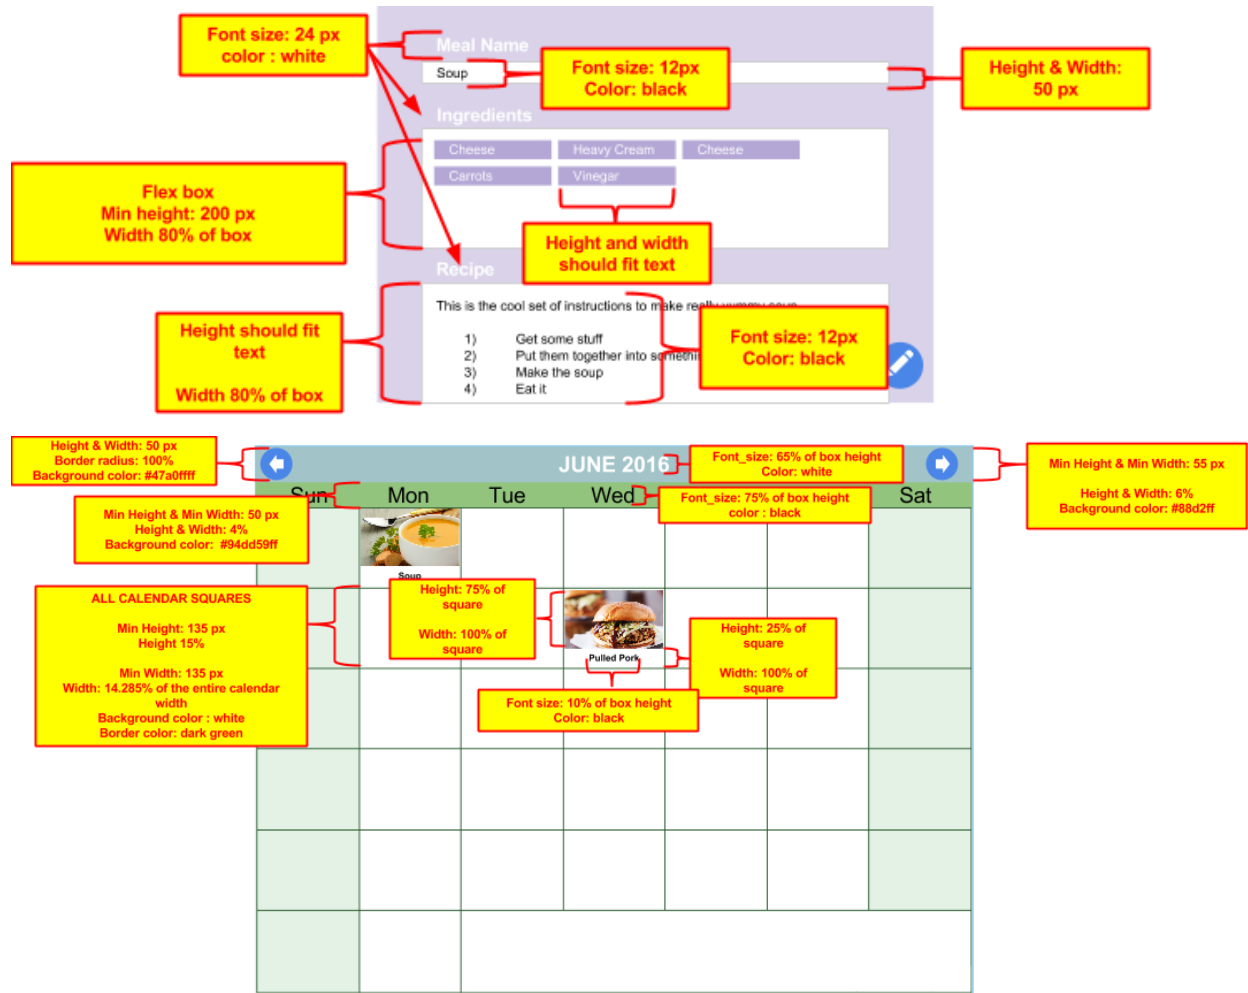 Font size: 24 px
color : white
Meal Name
Soup
Font size: 12px
Color: black
Height & Width:
50 px
Ingredients
Cheese
Heavy Cream
Cheese
Carrots
Vinegar
Flex box
Min height: 200 px
Width 80% of box
Height and width
should fit text
Recipe
This is the cool set of instructions to make really yummy soup
Height should fit
text
Width 80% of box
1) Get some stuff
2) Put them together into
3) Make the soup
4) Eat it
Font size: 12px
Color: black
Height & Width: 50 px
Border radius: 100%
Background color: #47a0ffff
JUNE 2016
Font_size: 65% of box height
Color: white
Min Height & Min Width: 55 px
Height & Width: 6%
Background color: #88d2ff
Sun
Mon
Tue
Wed
Sat
Font_size: 75% of box height
color : black
Min Height & Min Width: 50 px
Height & Width: 4%
Background color: #94dd59ff
Soup
ALL CALENDAR SQUARES
Min Height: 135 px
Height 15%
Min Width: 135 px
Width: 14.285% of the entire calendar
width
Background color : white
Border color: dark green
Height: 75% of
square
Width: 100% of
square
Pulled Pork
Height: 25% of
square
Width: 100% of
square
Font size: 10% of box height
Color: black